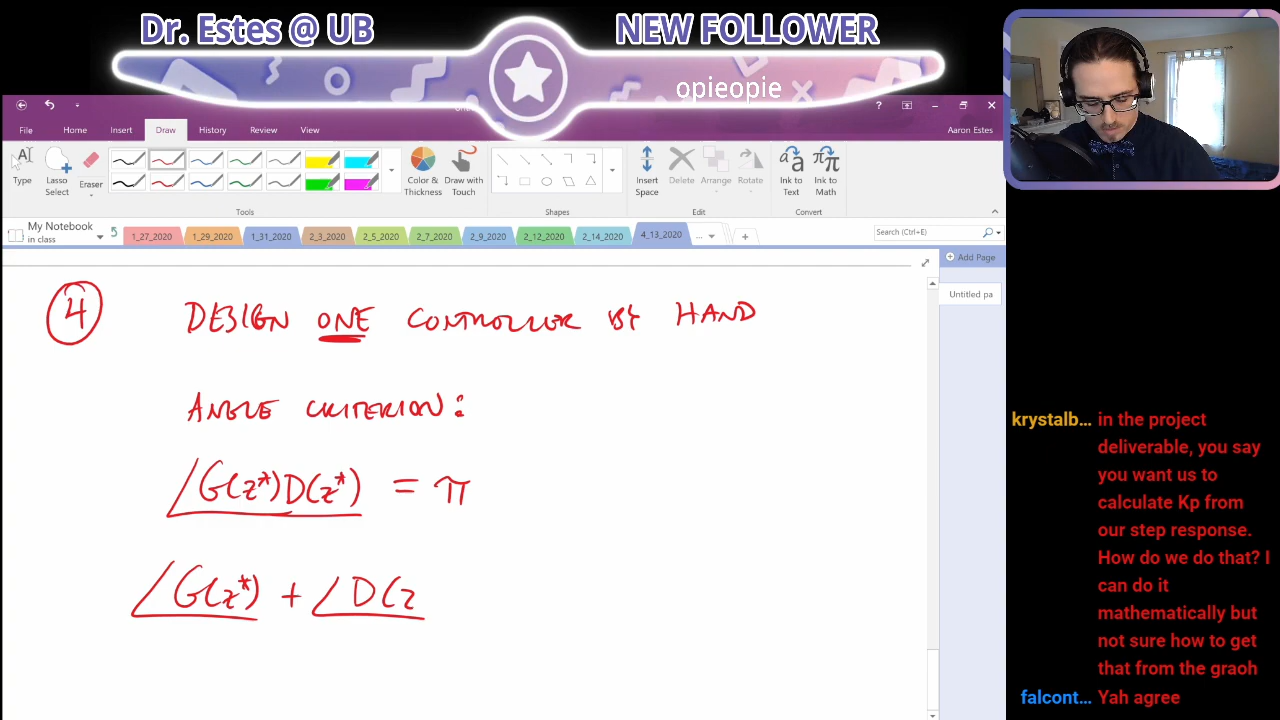 Dr. Estes @ UB
NEW FOLLOWER
opieopie
File Home Insert Draw History Review View
Aaron Estes
Type
Lasso Select
Eraser
Color & Thickness
Draw with Touch
Insert Space
Delete
Arrange
Rotate
Ink to Text
Ink to Math
Tools
Shapes
Edit
Convert
My Notebook
in class
1_27_2020 1_29_2020 1_31_2020 2_3_2020 2_5_2020 2_7_2020 2_9_2020 2_12_2020 2_14_2020 4_13_2020 ...
Search (Ctrl+E)
Add Page
Untitled pa
4 DESIGN ONE CONTROLLER BY HAND
ANGLE CRITERION:
∠G(z*)D(z*) = π
∠G(z*) + ∠D(z
krystalb... in the project
deliverable, you say
you want us to
calculate Kp from
our step response.
How do we do that? I
can do it
mathematically but
not sure how to get
that from the graoh
falcont... Yah agree